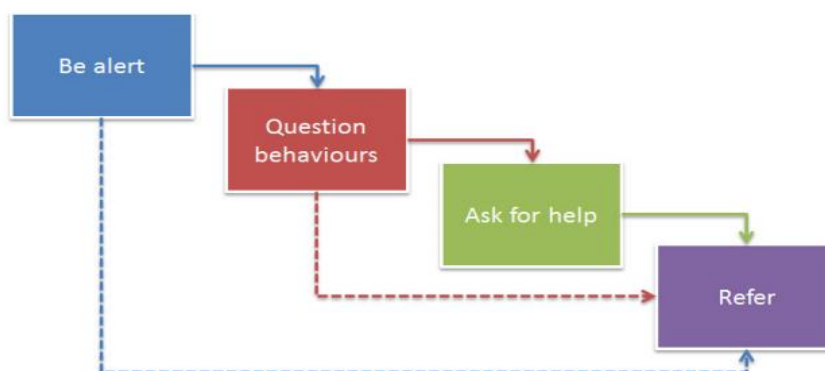 Be alert
Question
behaviours
Ask for help
Refer